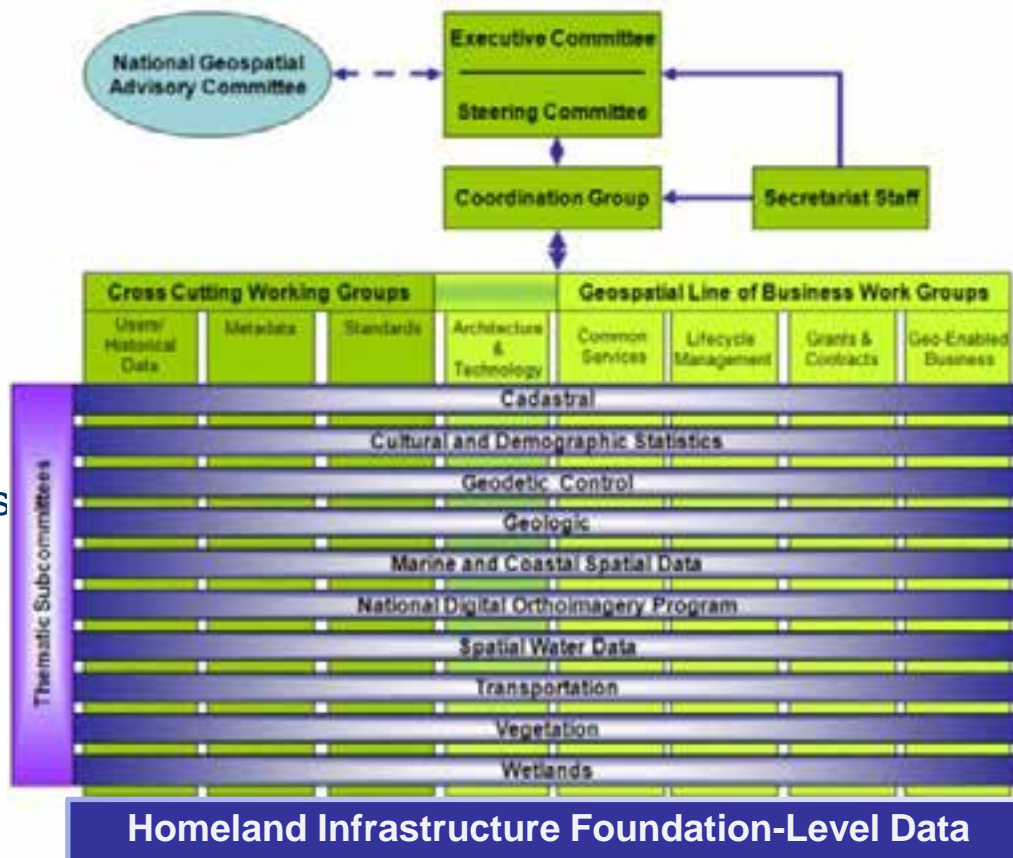 National Geospatial
Advisory Committee
Executive Committee
Steering Committee
Coordination Group
Secretariat Staff
Cross Cutting Working Groups
Geospatial Line of Business Work Groups
Users/
Historical
Data
Metadata
Standards
Architecture
&
Technology
Common
Services
Lifecycle
Management
Grants &
Contracts
Geo-Enabled
Business
Thematic Subcommittees
Cadastral
Cultural and Demographic Statistics
Geodetic Control
Geologic
s
Marine and Coastal Spatial Data
National Digital Orthoimagery Program
Spatial Water Data
Transportation
Vegetation
Wetlands
Homeland Infrastructure Foundation-Level Data